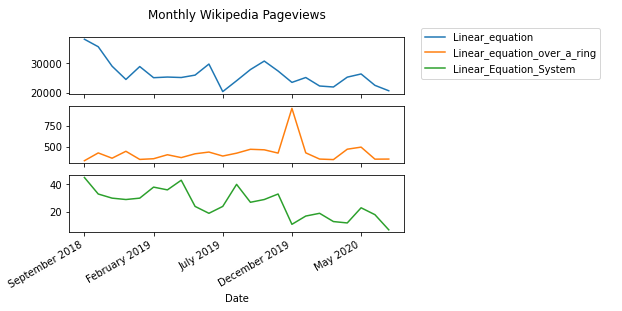 Monthly Wikipedia Pageviews
Linear_equation
Linear_equation_over_a_ring
Linear_Equation_System
30000
20000
750
500
40
20
September 2018
February 2019
July 2019
December 2019
May 2020
Date